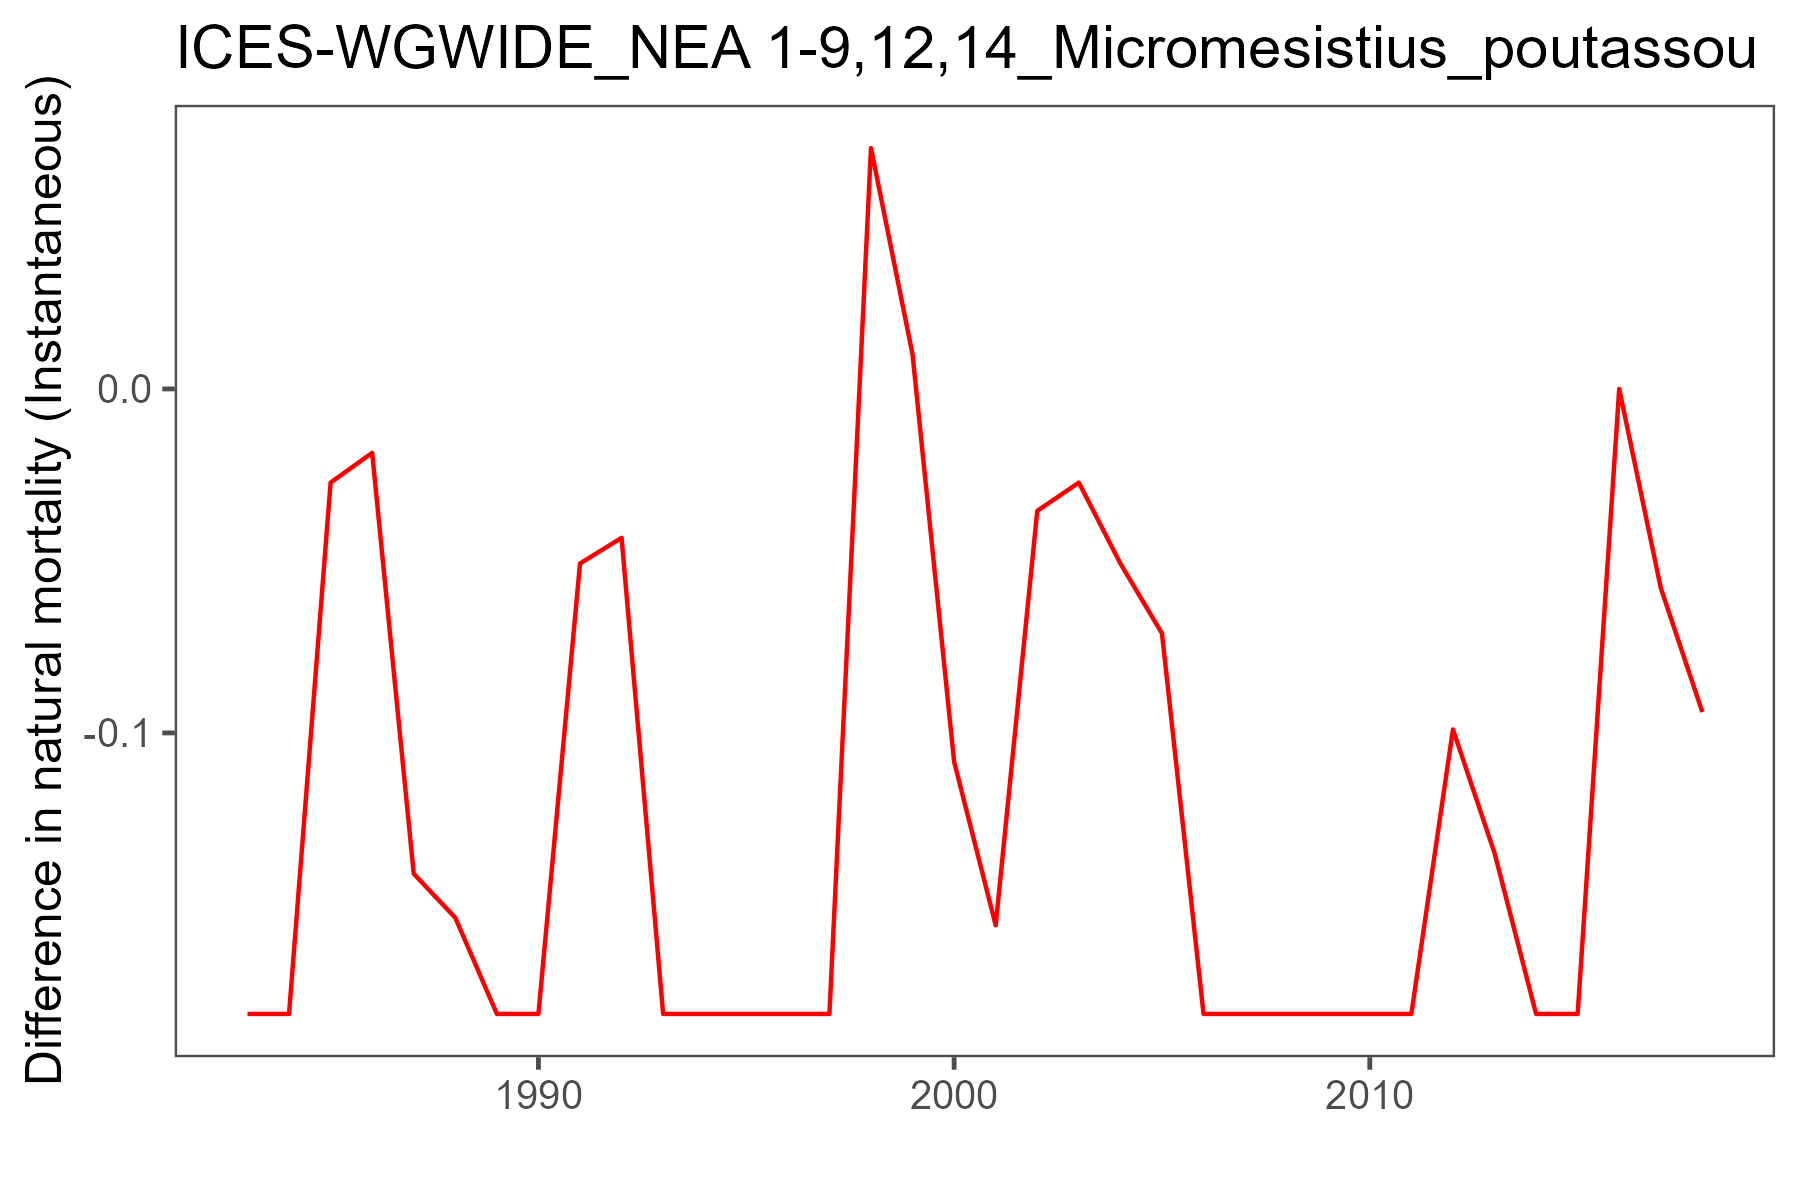 ICES-WGWIDE_NEA 1-9,12,14_Micromesistius_poutassou
Difference in natural mortality (Instantaneous)
0.0
-0.1
1990
2000
2010